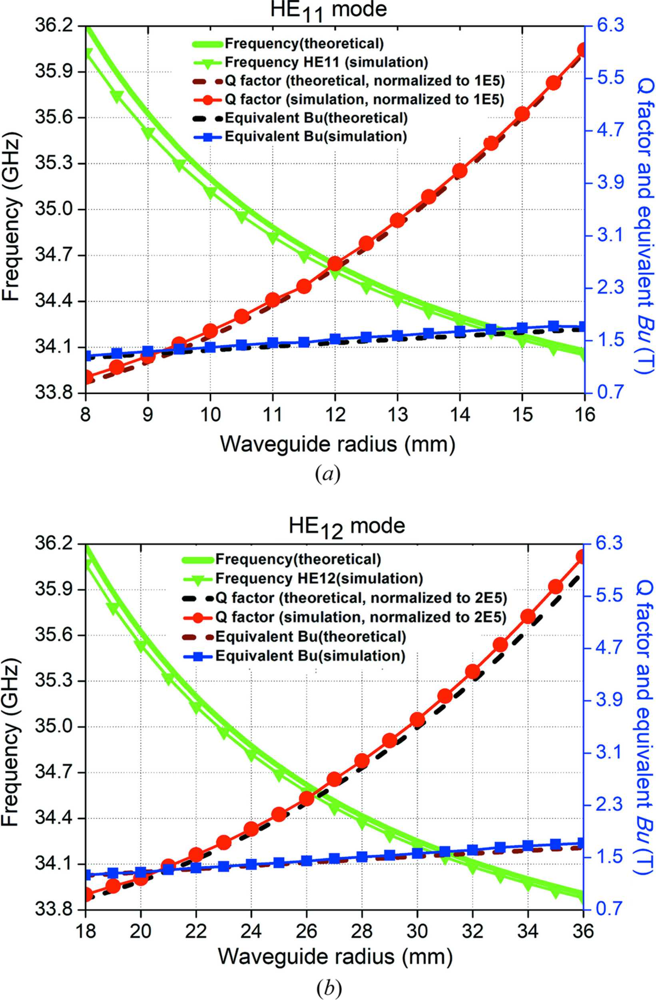 HE11 mode
36.2
35.9
35.6
35.3
35.0
34.7
34.4
34.1
33.8
Frequency (GHz)
Frequency(theoretical)
Frequency HE11 (simulation)
Q factor (theoretical, normalized to 1E5)
Q factor (simulation, normalized to 1E5)
Equivalent Bu(theoretical)
Equivalent Bu(simulation)
6.3
5.5
4.7
3.9
3.1
2.3
1.5
0.7
Q factor and equivalent Bu (T)
8 9 10 11 12 13 14 15 16
Waveguide radius (mm)
(a)
HE12 mode
36.2
35.9
35.6
35.3
35.0
34.7
34.4
34.1
33.8
Frequency (GHz)
Frequency(theoretical)
Frequency HE12(simulation)
Q factor (theoretical, normalized to 2E5)
Q factor (simulation, normalized to 2E5)
Equivalent Bu(theoretical)
Equivalent Bu(simulation)
6.3
5.5
4.7
3.9
3.1
2.3
1.5
0.7
Q factor and equivalent Bu (T)
18 20 22 24 26 28 30 32 34 36
Waveguide radius (mm)
(b)